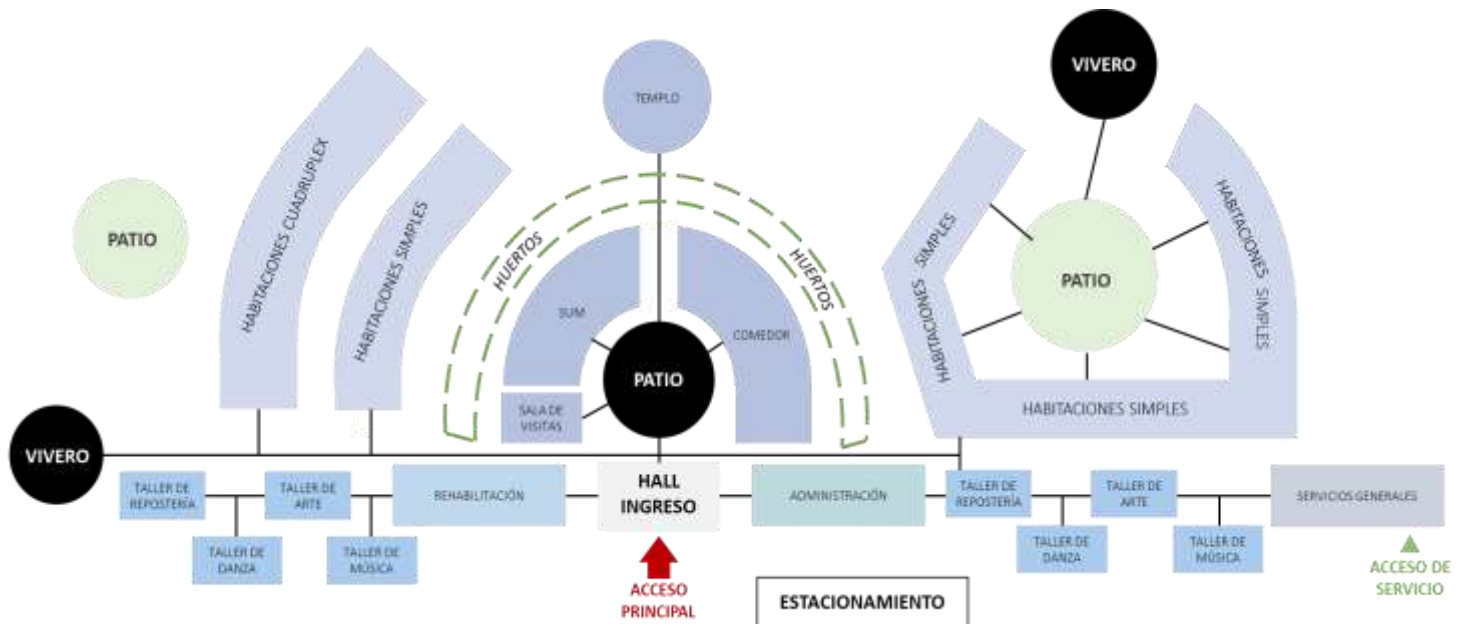 VIVERO
TEMPLO
HABITACIONES CUADRUPLEX
HABITACIONES SIMPLES
PATIO
HUERTOS
HUERTOS
SUM
COMEDOR
PATIO
SALA DE
VISITAS
HABITACIONES SIMPLES
PATIO
HABITACIONES SIMPLES
HABITACIONES SIMPLES
VIVERO
TALLER DE
REPOSTERÍA
TALLER DE
ARTE
REHABILITACIÓN
HALL
INGRESO
ADMINISTRACIÓN
TALLER DE
REPOSTERÍA
TALLER DE
ARTE
SERVICIOS GENERALES
TALLER DE
DANZA
TALLER DE
MÚSICA
TALLER DE
DANZA
TALLER DE
MÚSICA
ACCESO
PRINCIPAL
ESTACIONAMIENTO
ACCESO DE
SERVICIO